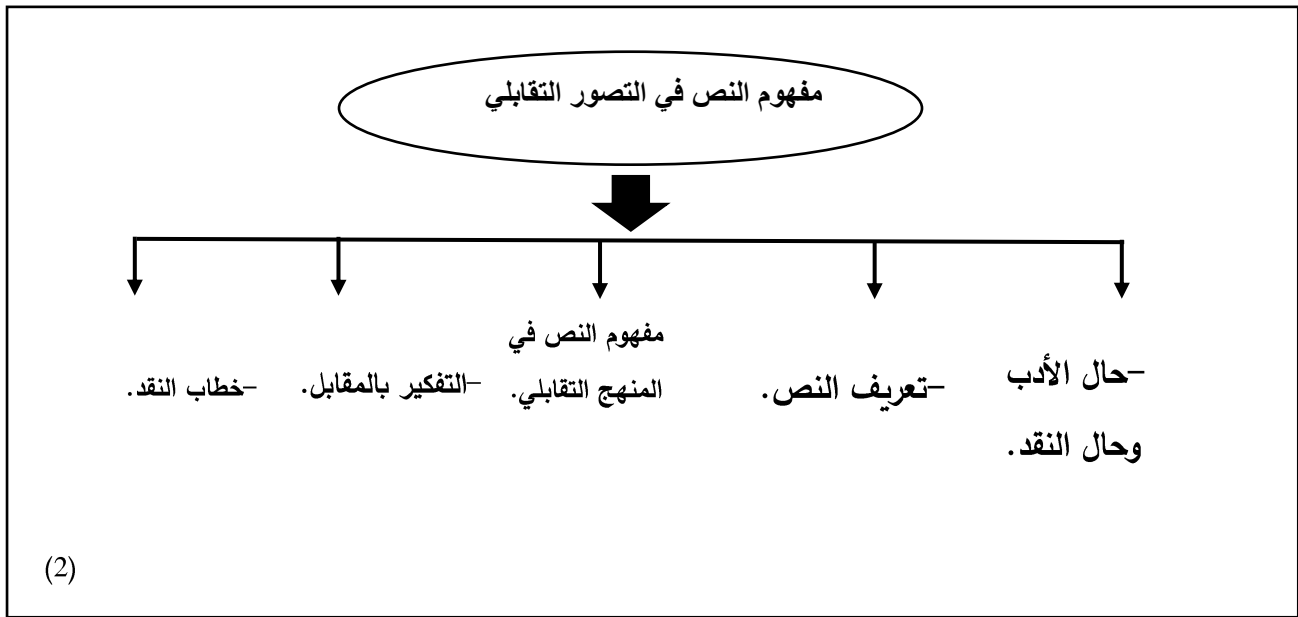 مفهوم النص في التصور التقابلي
-حال الأدب
وحال النقد.
-تعريف النص.
مفهوم النص في
المنهج التقابلي.
-التفكير بالمقابل.
-خطاب النقد.
(2)